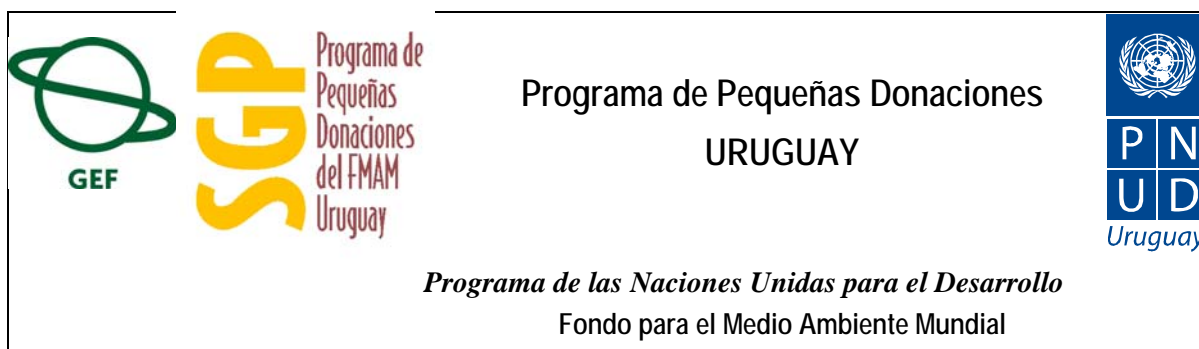 GEF
SGP
Programa de
Pequeñas
Donaciones
del FMAM
Uruguay
Programa de Pequeñas Donaciones
URUGUAY
P N
U D
Uruguay
Programa de las Naciones Unidas para el Desarrollo
Fondo para el Medio Ambiente Mundial